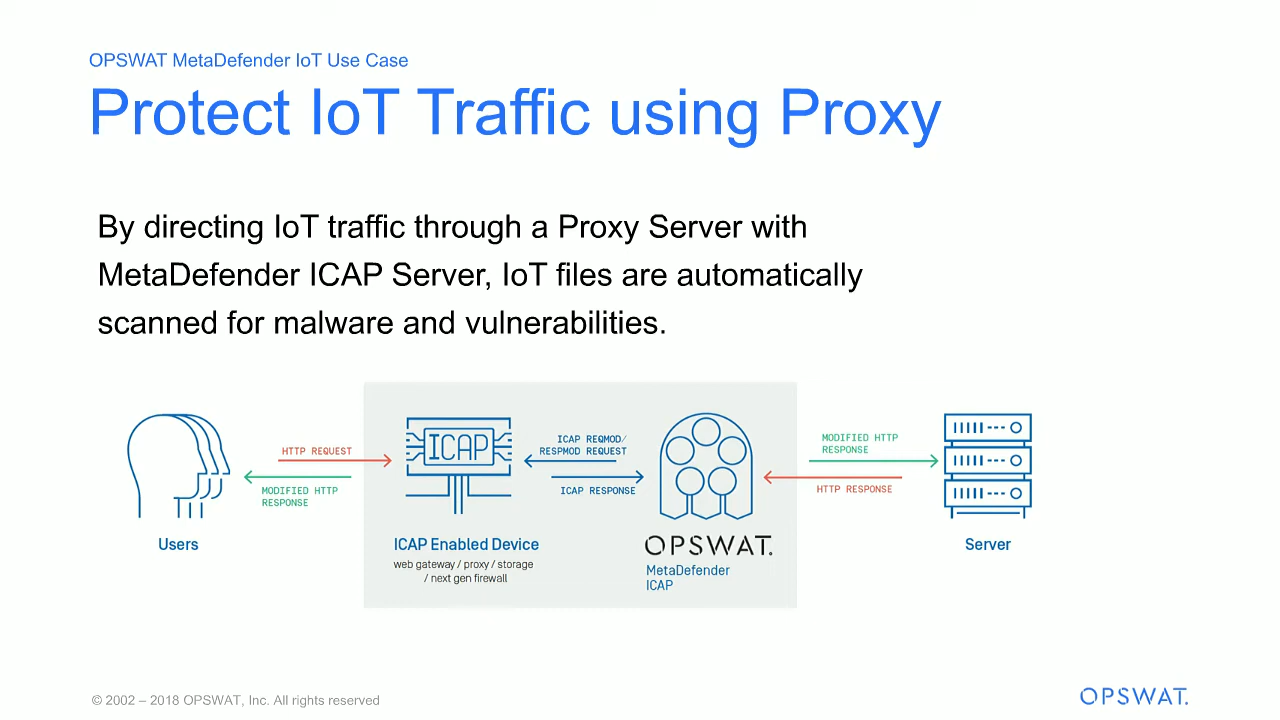 OPSWAT MetaDefender IoT Use Case
Protect IoT Traffic using Proxy
By directing IoT traffic through a Proxy Server with
MetaDefender ICAP Server, IoT files are automatically
scanned for malware and vulnerabilities.
HTTP REQUEST
MODIFIED HTTP
RESPONSE
Users
ICAP
ICAP Enabled Device
web gateway / proxy / storage
/ next gen firewall
ICAP REQMOD/
RESPMOD REQUEST
ICAP RESPONSE
OPSWAT.
MetaDefender
ICAP
MODIFIED HTTP
RESPONSE
HTTP RESPONSE
Server
© 2002 – 2018 OPSWAT, Inc. All rights reserved
OPSWAT.